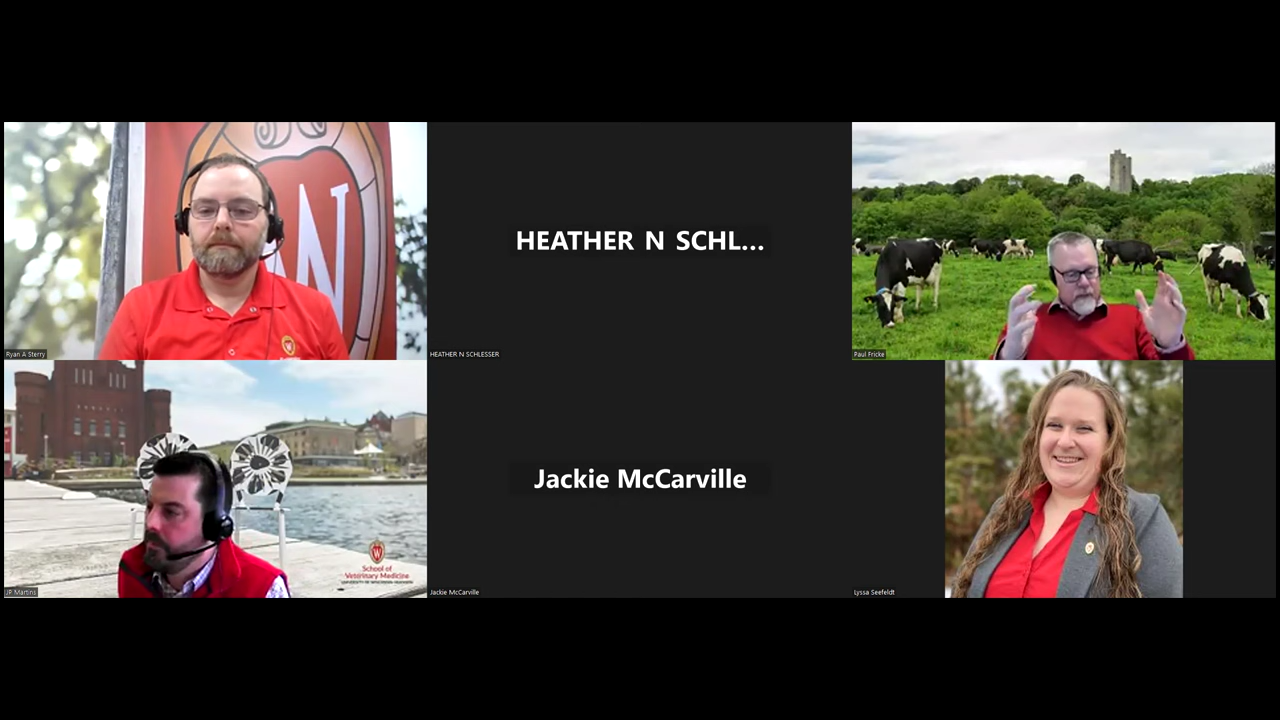 HEATHER N SCHL...
Ryan A Sterry
HEATHER N SCHLESSER
Paul Fricke
Jackie McCarville
School of
Veterinary Medicine
JP Martins
Jackie McCarville
Lyssa Seefeldt